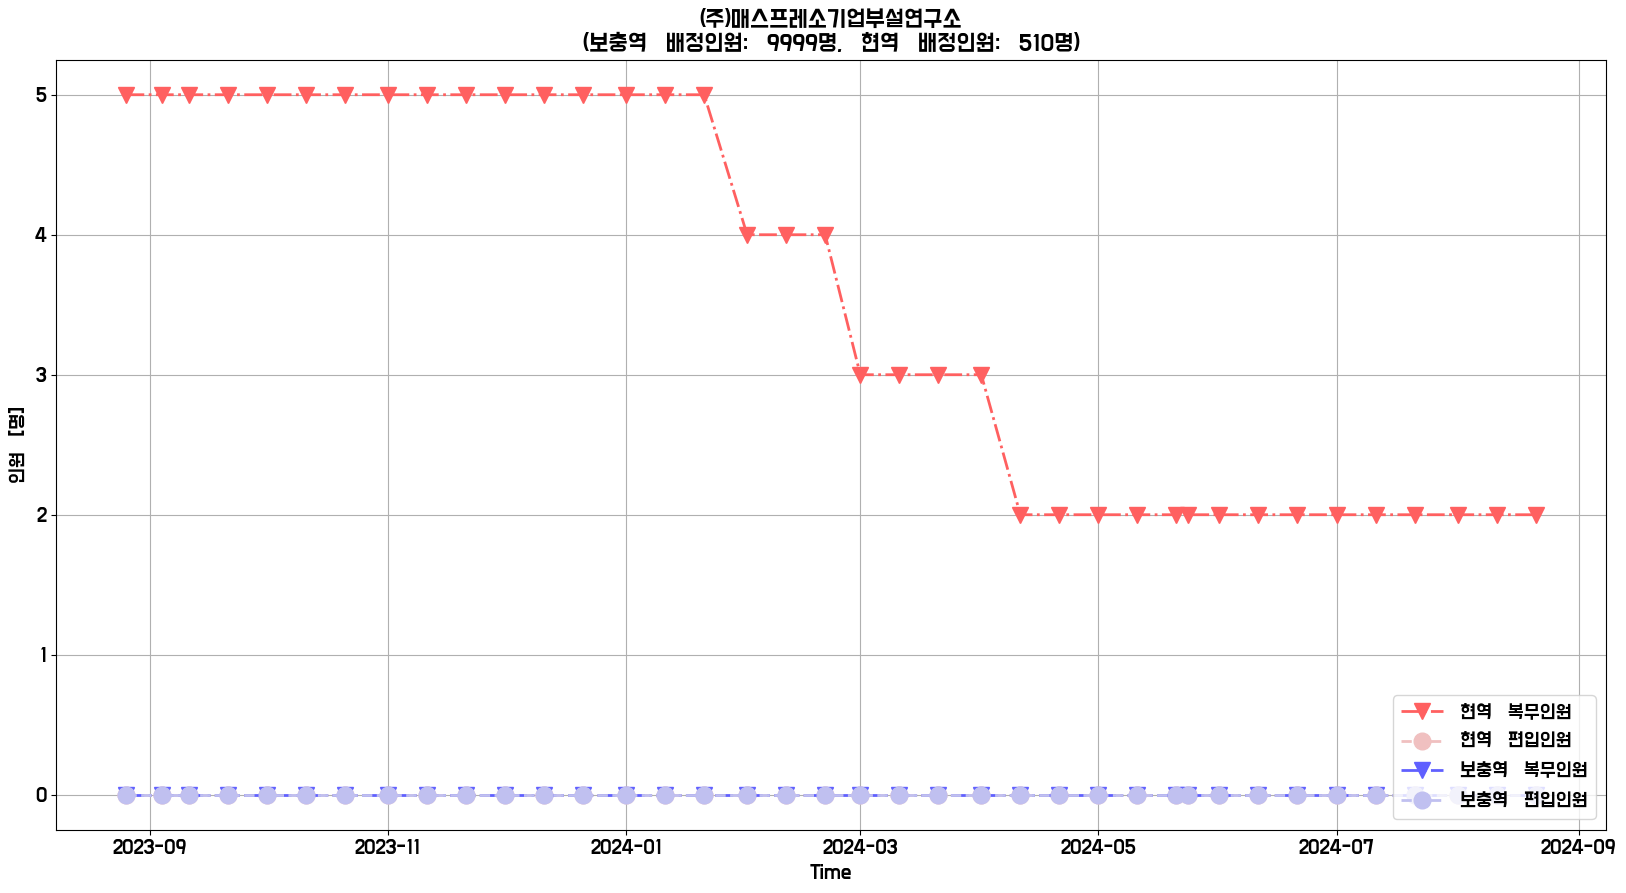 (주)매스프레소기업부설연구소
(보충역 배정인원: 9999명, 현역 배정인원: 510명)
인원 [명]
5
4
3
2
1
0
현역 복무인원
현역 편입인원
보충역 복무인원
보충역 편입인원
2023-09
2023-11
2024-01
2024-03
2024-05
2024-07
2024-09
Time